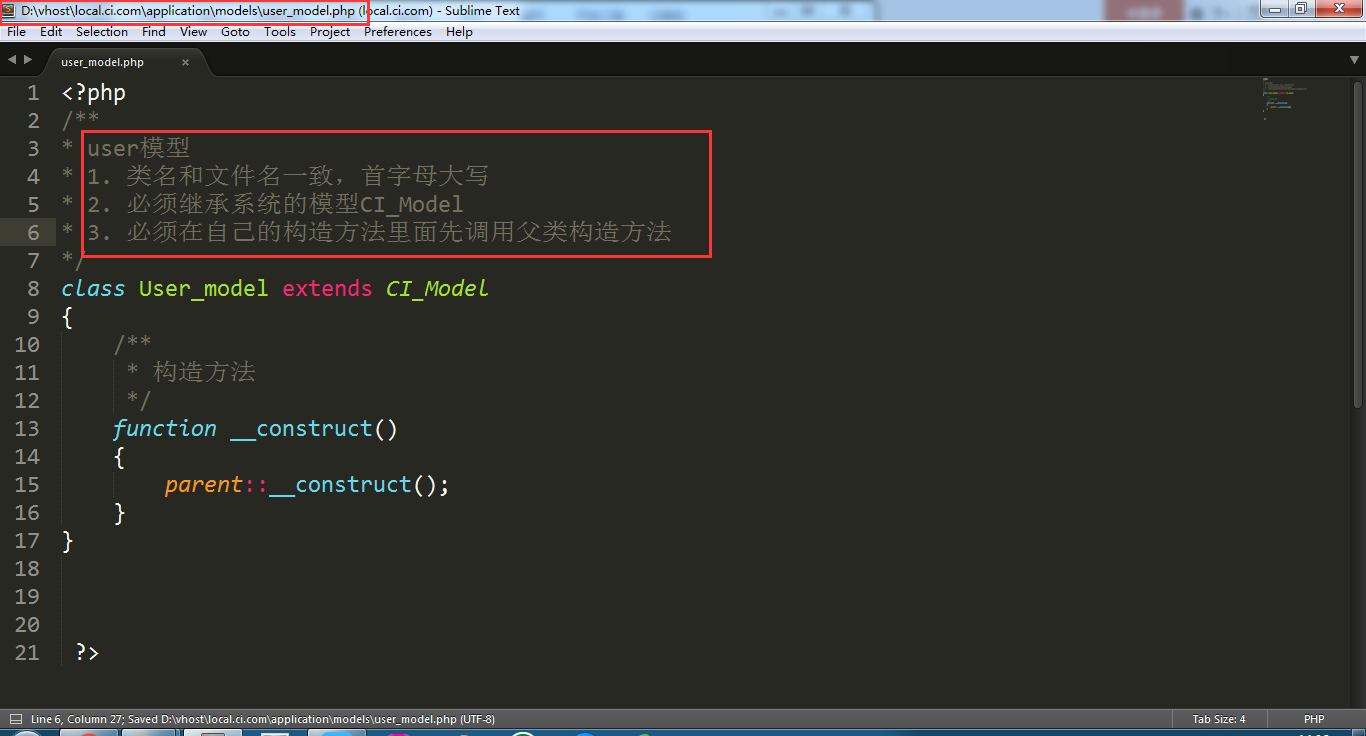 D:\vhost\local.ci.com\application\models\user_model.php (local.ci.com) - Sublime Text
File Edit Selection Find View Goto Tools Project Preferences Help
user_model.php ×
1 <?php
2 /**
3 * user模型
4 * 1. 类名和文件名一致，首字母大写
5 * 2. 必须继承系统的模型CI_Model
6 * 3. 必须在自己的构造方法里面先调用父类构造方法
7 */
8 class User_model extends CI_Model
9 {
10 /**
11 * 构造方法
12 */
13 function __construct()
14 {
15 parent::__construct();
16 }
17 }
18
19
20
21 ?>
Line 6, Column 27; Saved D:\vhost\local.ci.com\application\models\user_model.php (UTF-8) Tab Size: 4 PHP